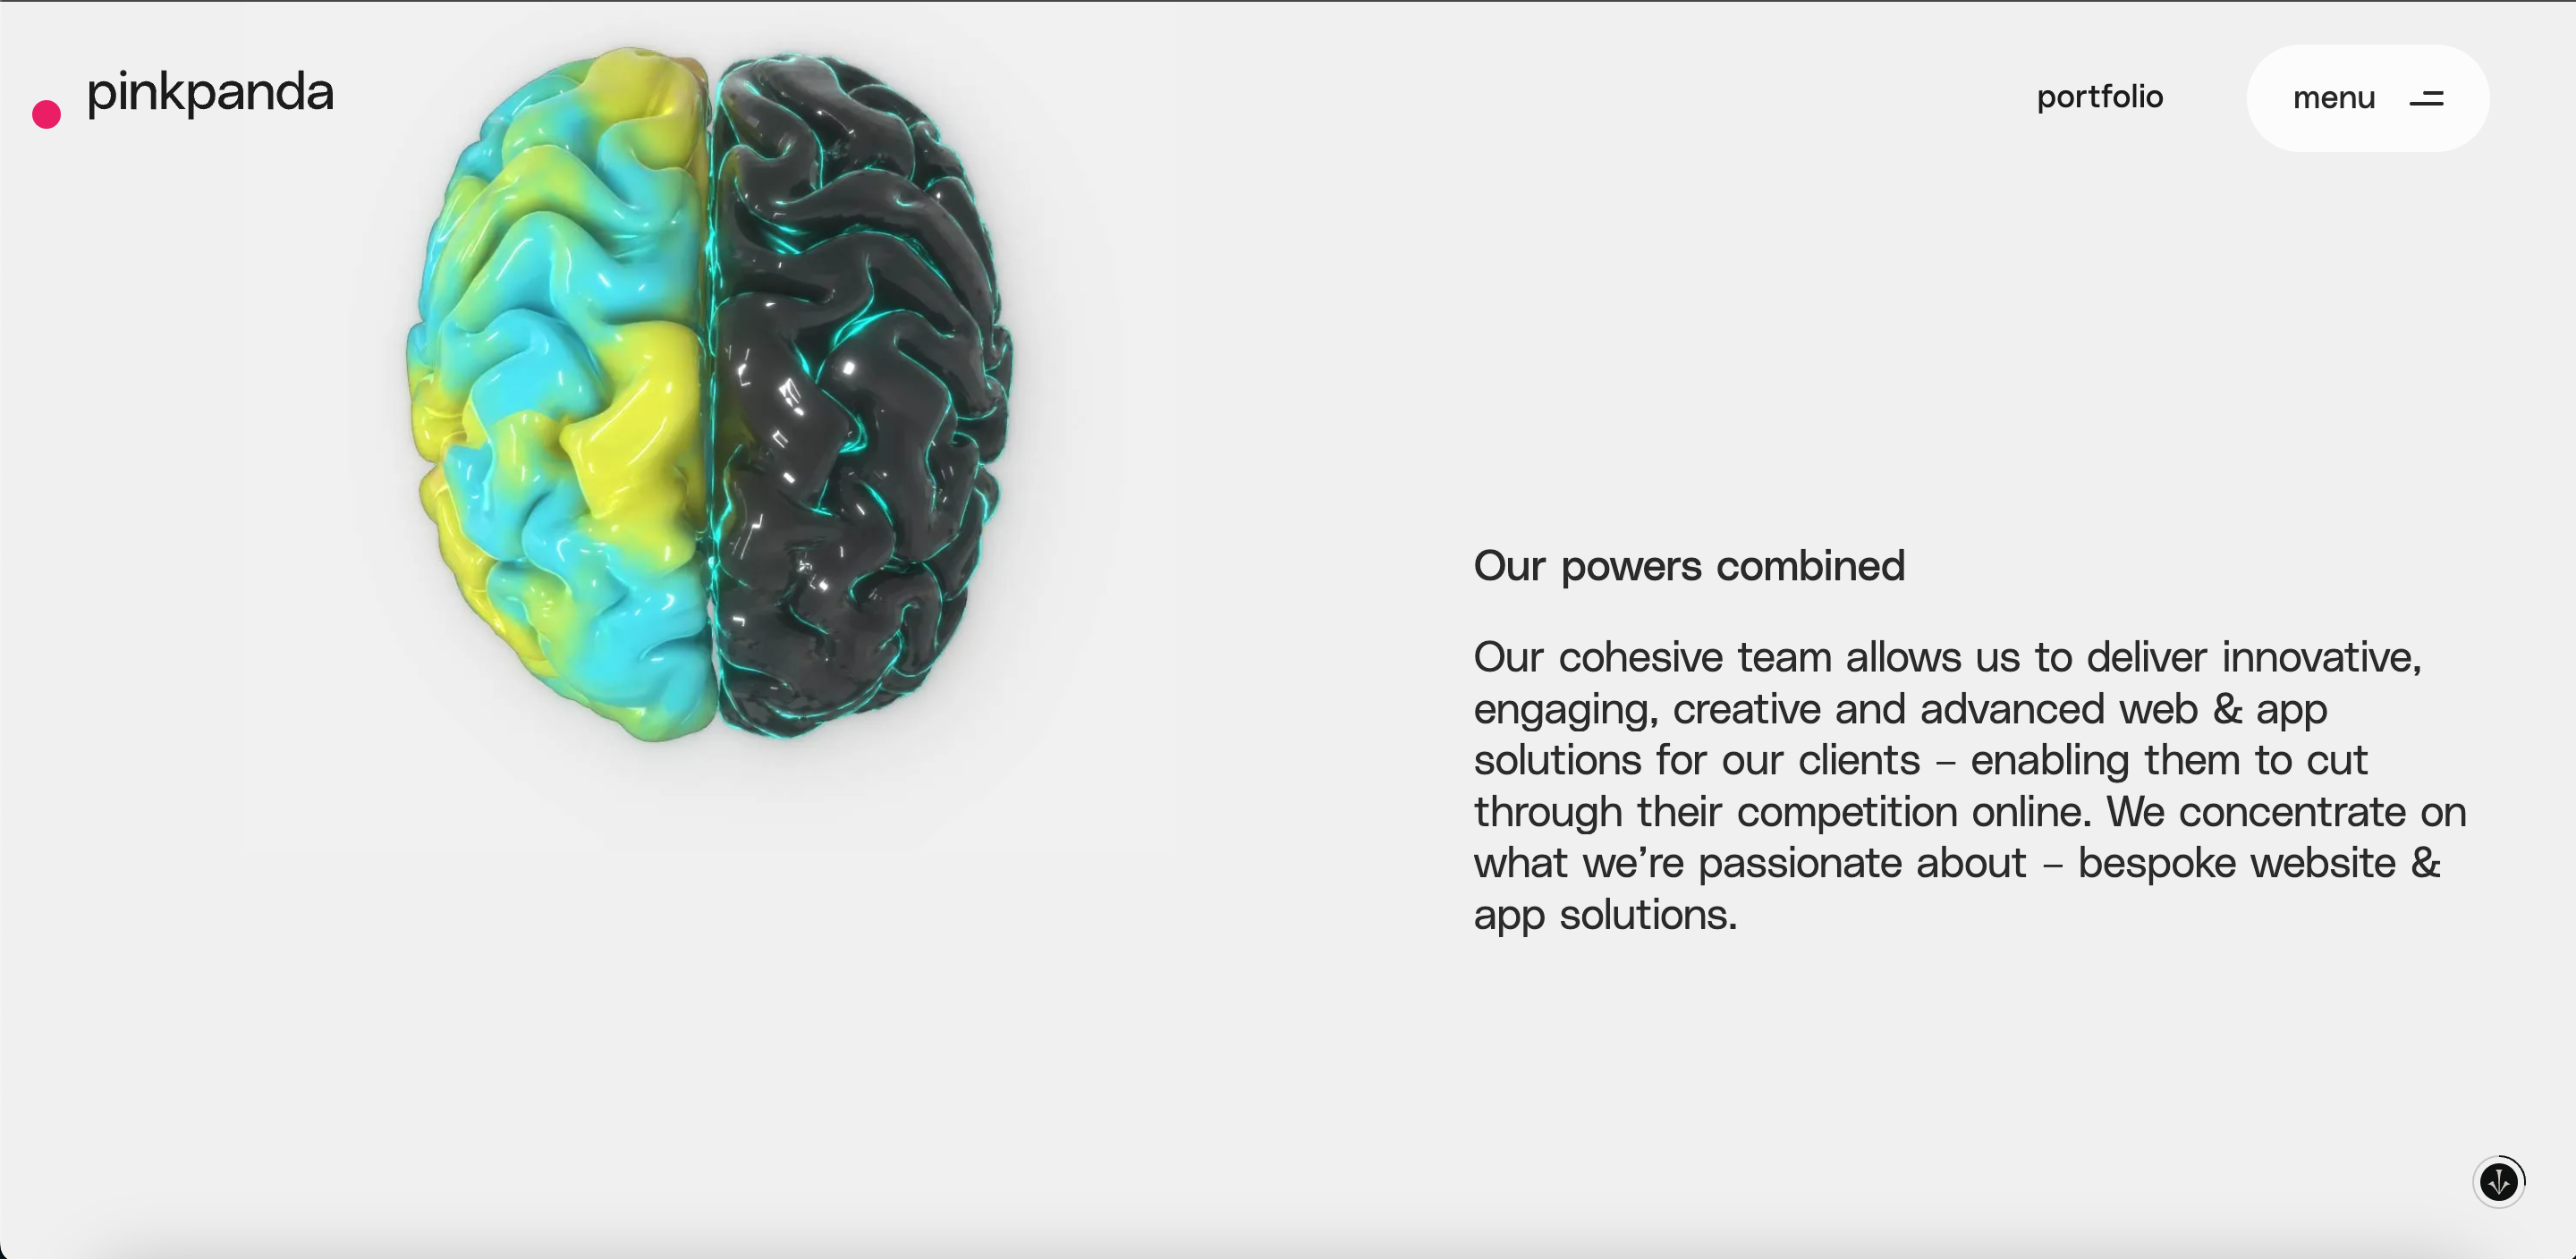 pinkpanda
portfolio
menu
Our powers combined
Our cohesive team allows us to deliver innovative,
engaging, creative and advanced web & app
solutions for our clients – enabling them to cut
through their competition online. We concentrate on
what we’re passionate about – bespoke website &
app solutions.